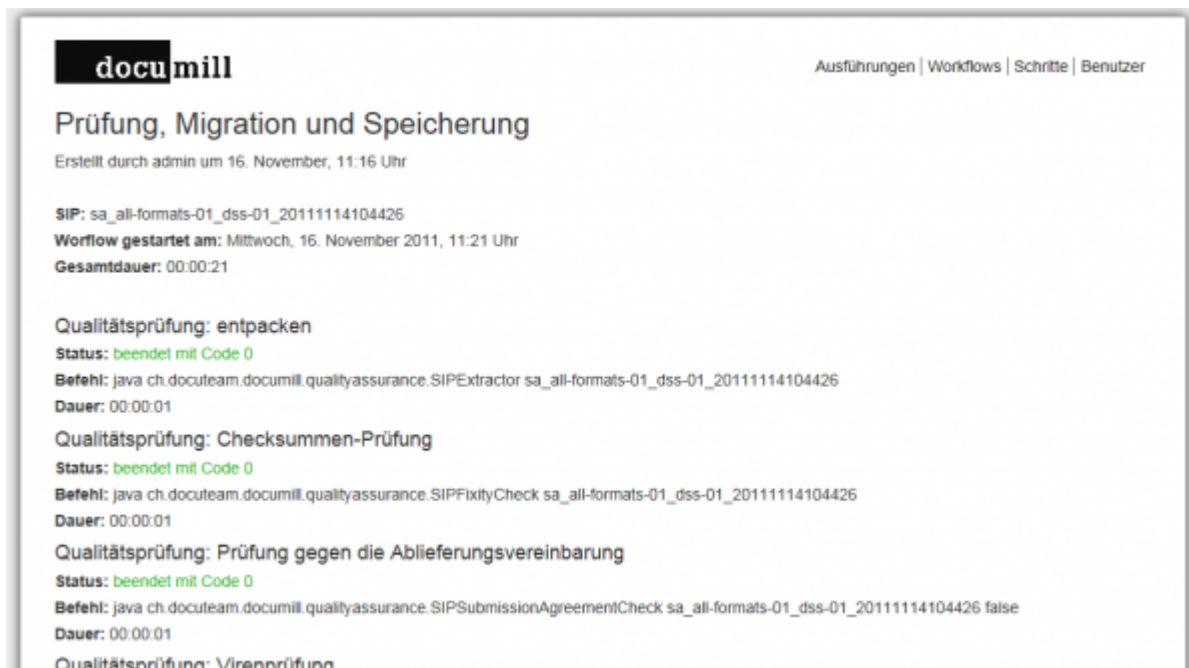 documill
Ausführungen | Workflows | Schritte | Benutzer
Prüfung, Migration und Speicherung
Erstellt durch admin um 16. November, 11:16 Uhr
SIP: sa_all-formats-01_dss-01_20111114104426
Worflow gestartet am: Mittwoch, 16. November 2011, 11:21 Uhr
Gesamtdauer: 00:00:21
Qualitätsprüfung: entpacken
Status: beendet mit Code 0
Befehl: java ch.docuteam.documill.qualityassurance.SIPExtractor sa_all-formats-01_dss-01_20111114104426
Dauer: 00:00:01
Qualitätsprüfung: Checksummen-Prüfung
Status: beendet mit Code 0
Befehl: java ch.docuteam.documill.qualityassurance.SIPFixityCheck sa_all-formats-01_dss-01_20111114104426
Dauer: 00:00:01
Qualitätsprüfung: Prüfung gegen die Ablieferungsvereinbarung
Status: beendet mit Code 0
Befehl: java ch.docuteam.documill.qualityassurance.SIPSubmissionAgreementCheck sa_all-formats-01_dss-01_20111114104426 false
Dauer: 00:00:01
Qualitätsprüfung: Virenprüfung